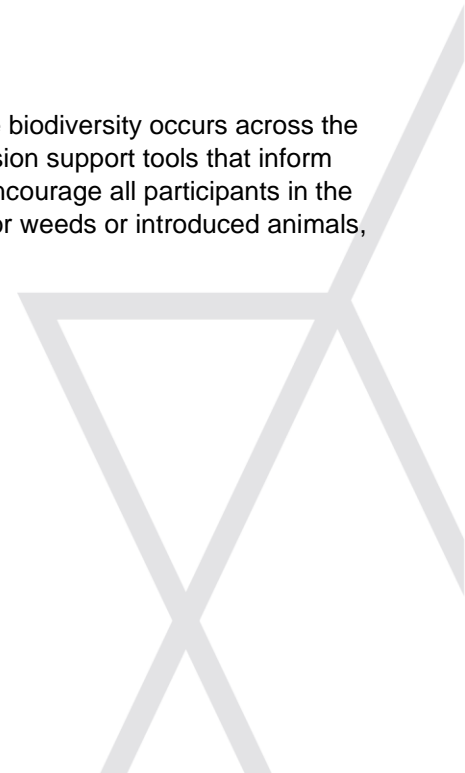 biodiversity occurs across the
sion support tools that inform
ncourage all participants in the
or weeds or introduced animals,